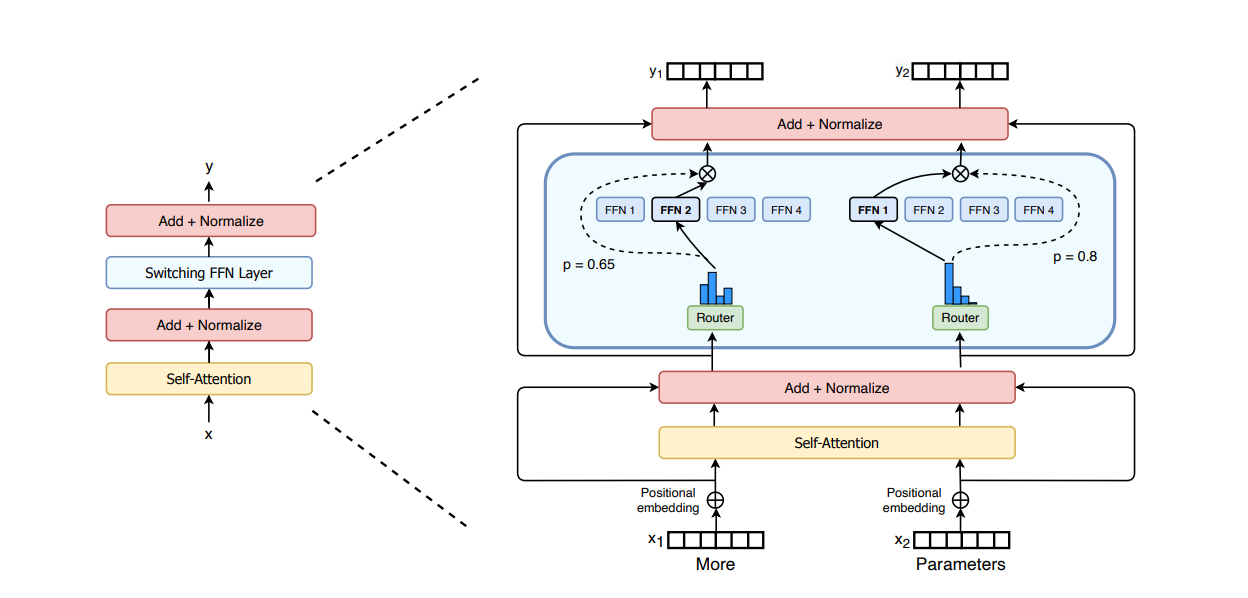 y
Add + Normalize
Switching FFN Layer
Add + Normalize
Self-Attention
x
y1
y2
Add + Normalize
FFN 1
FFN 2
FFN 3
FFN 4
FFN 1
FFN 2
FFN 3
FFN 4
p = 0.65
p = 0.8
Router
Router
Add + Normalize
Self-Attention
Positional
embedding
Positional
embedding
x1
x2
More
Parameters